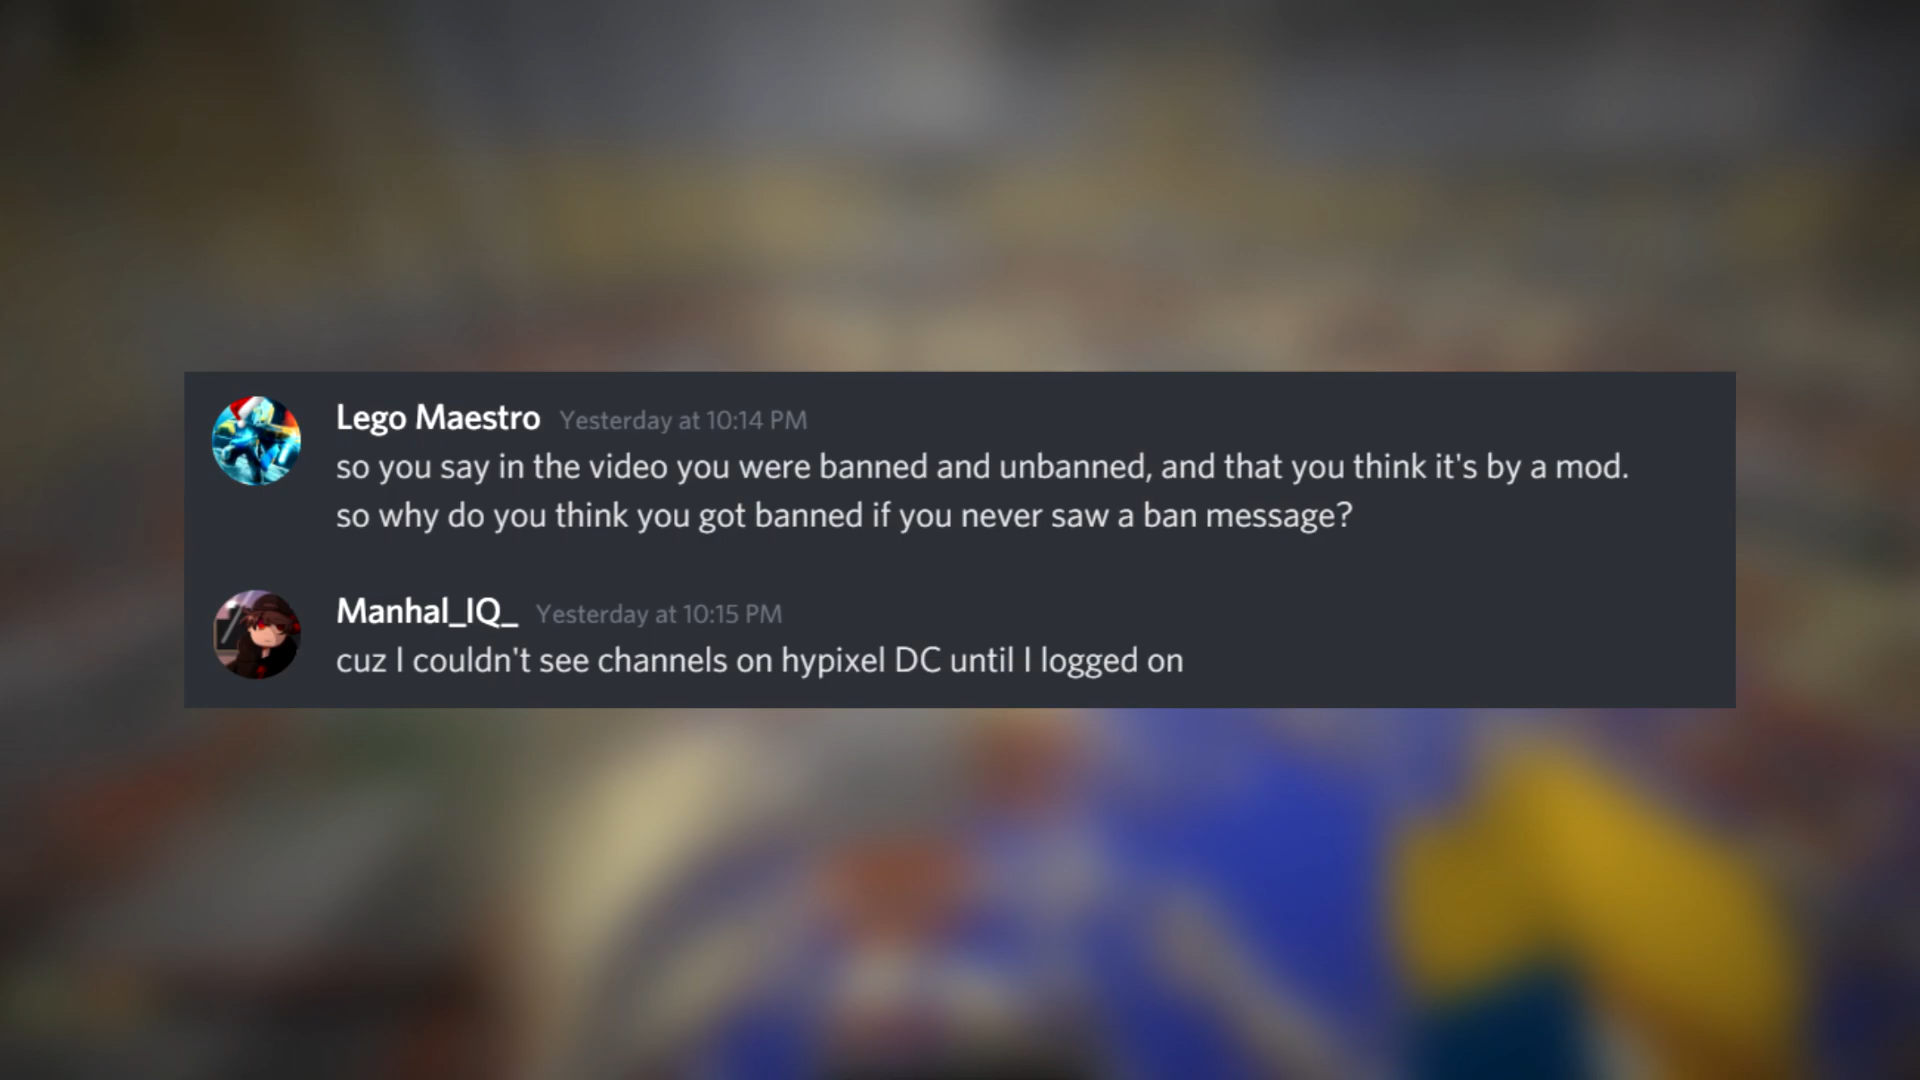 Lego Maestro Yesterday at 10:14 PM
so you say in the video you were banned and unbanned, and that you think it's by a mod.
so why do you think you got banned if you never saw a ban message?
Manhal_IQ_ Yesterday at 10:15 PM
cuz I couldn't see channels on hypixel DC until I logged on